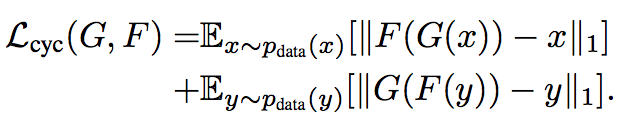 ℒ_cyc(G, F) =𝔼_{x∼p_data(x)}[‖F(G(x)) − x‖₁]
+𝔼_{y∼p_data(y)}[‖G(F(y)) − y‖₁].